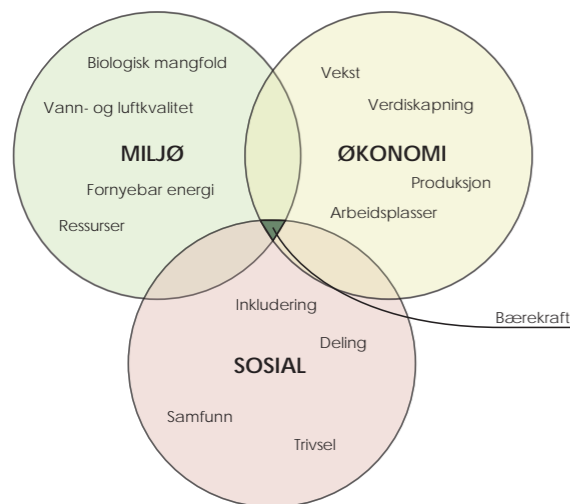 Biologisk mangfold
Vann- og luftkvalitet
MILJØ
Fornyebar energi
Ressurser
Vekst
Verdiskapning
ØKONOMI
Produksjon
Arbeidsplasser
Inkludering
Deling
SOSIAL
Samfunn
Trivsel
Bærekraft